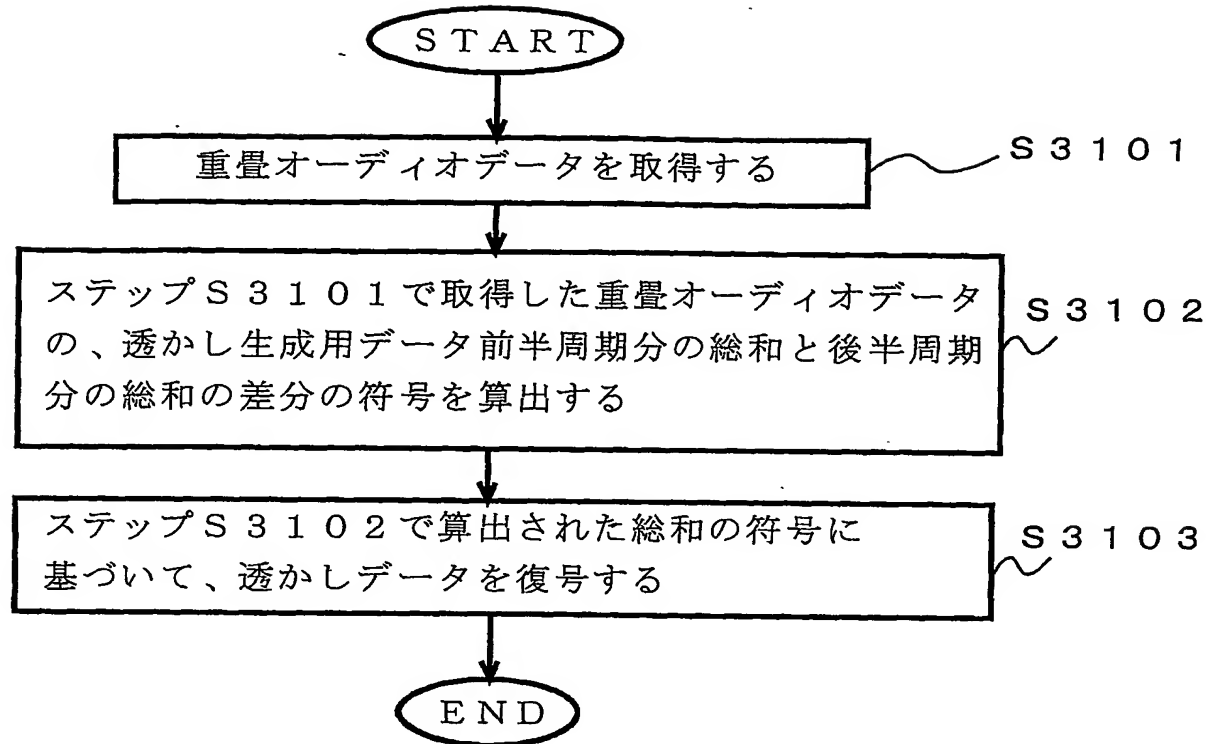 ＳＴＡＲＴ
重畳オーディオデータを取得する
Ｓ３１０１
ステップＳ３１０１で取得した重畳オーディオデータ
の、透かし生成用データ前半周期分の総和と後半周期
分の総和の差分の符号を算出する
Ｓ３１０２
ステップＳ３１０２で算出された総和の符号に
基づいて、透かしデータを復号する
Ｓ３１０３
ＥＮＤ